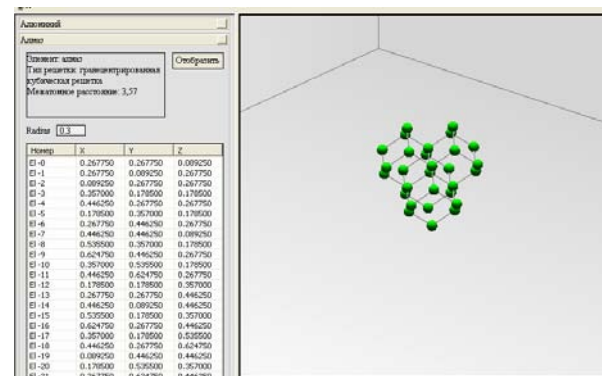 Алюминий
Алмаз
Элемент: алмаз
Тип решетки: гранецентрированная
кубическая решетка
Межатомное расстояние: 3,57
Отобразить
Radius 0.3
Номер X Y Z
El -0 0.267750 0.267750 0.089250
El -1 0.267750 0.089250 0.267750
El -2 0.089250 0.267750 0.267750
El -3 0.357000 0.178500 0.178500
El -4 0.446250 0.267750 0.267750
El -5 0.178500 0.357000 0.178500
El -6 0.267750 0.446250 0.267750
El -7 0.446250 0.446250 0.089250
El -8 0.535500 0.357000 0.178500
El -9 0.624750 0.446250 0.267750
El -10 0.357000 0.535500 0.178500
El -11 0.446250 0.624750 0.267750
El -12 0.178500 0.178500 0.357000
El -13 0.267750 0.267750 0.446250
El -14 0.446250 0.089250 0.446250
El -15 0.535500 0.178500 0.357000
El -16 0.624750 0.267750 0.446250
El -17 0.357000 0.178500 0.535500
El -18 0.446250 0.267750 0.624750
El -19 0.089250 0.446250 0.446250
El -20 0.178500 0.535500 0.357000